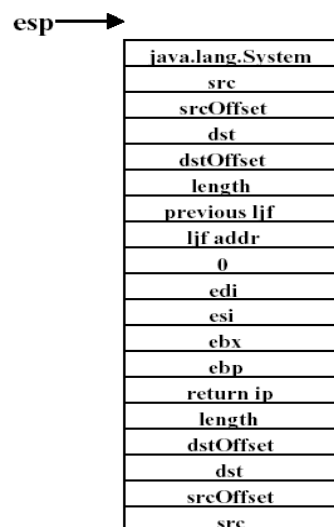 esp
java.lang.System
src
srcOffset
dst
dstOffset
length
previous ljf
ljf addr
0
edi
esi
ebx
ebp
return ip
length
dstOffset
dst
srcOffset
src